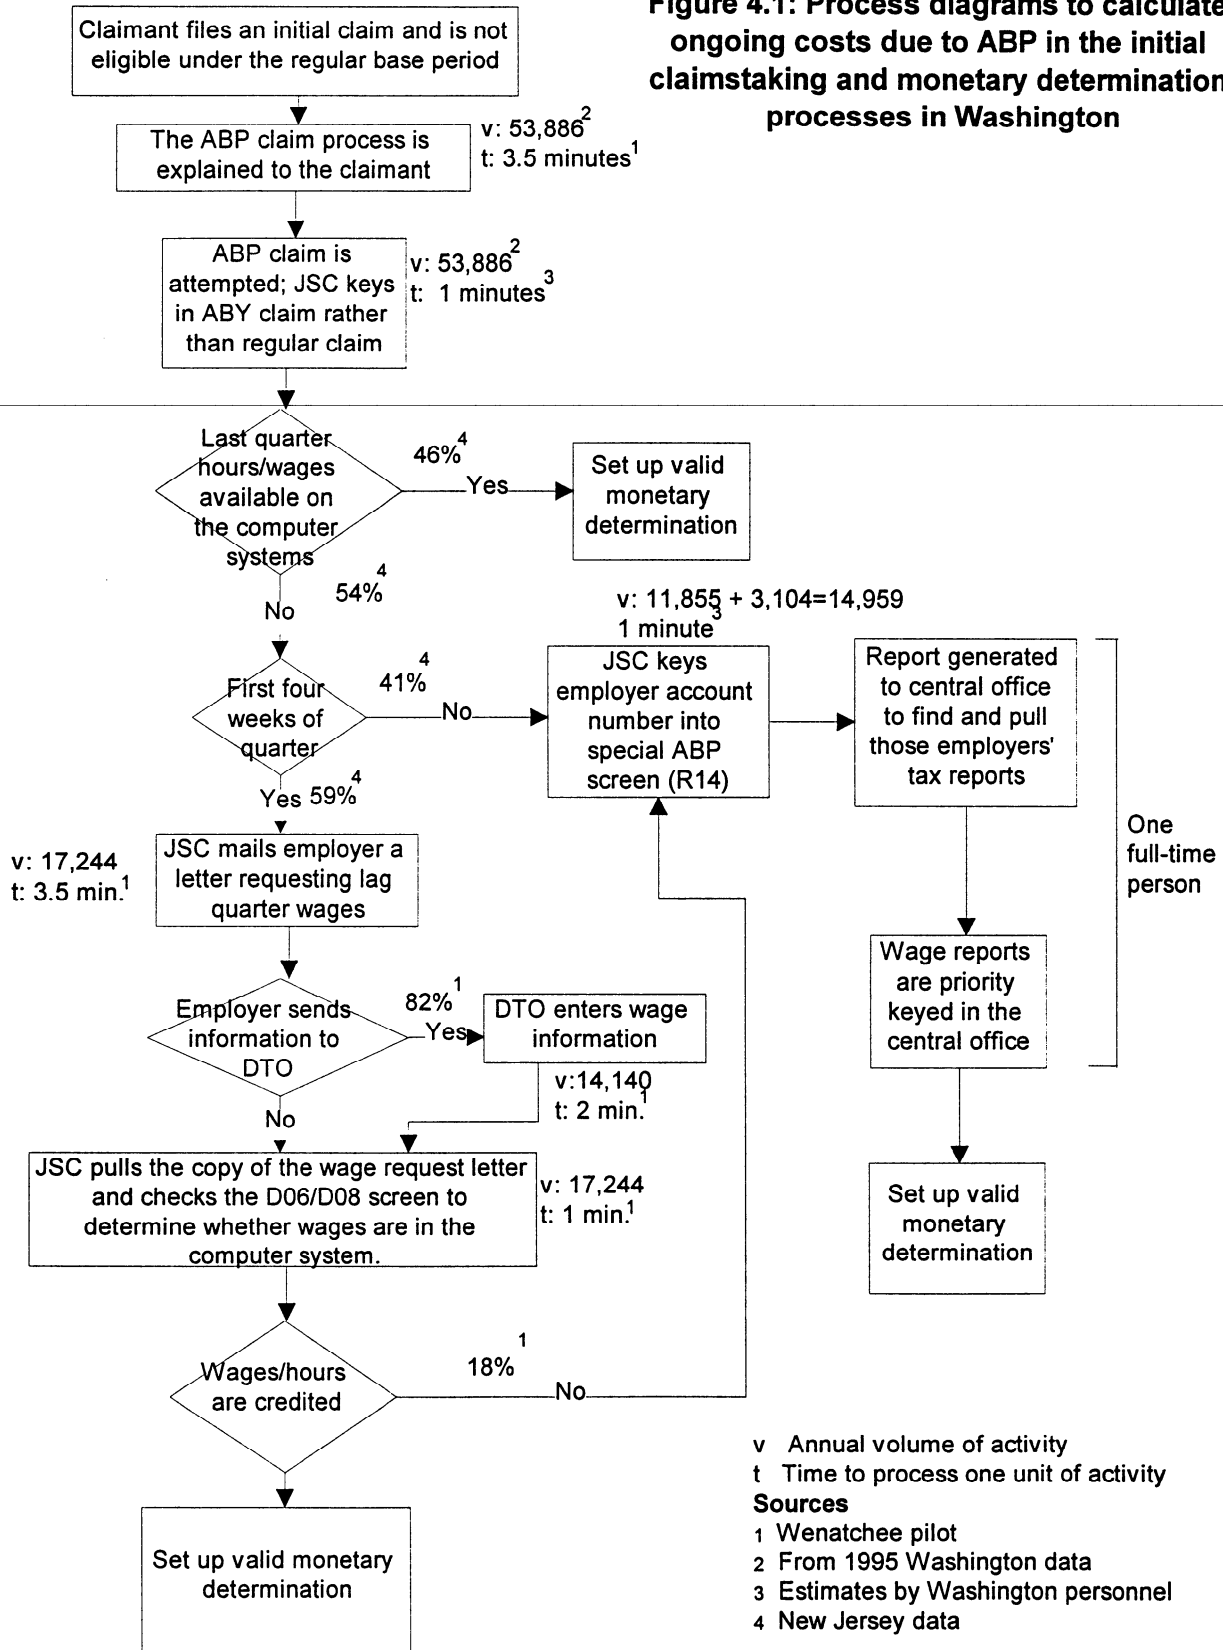 Figure 4.1: Process diagrams to calculate
ongoing costs due to ABP in the initial
claimstaking and monetary determination
processes in Washington
Claimant files an initial claim and is not
eligible under the regular base period
The ABP claim process is
explained to the claimant
v: 53,886²
t: 3.5 minutes¹
ABP claim is
attempted; JSC keys
in ABY claim rather
than regular claim
v: 53,886²
t: 1 minutes³
Last quarter
hours/wages
available on
the computer
systems
46%⁴
Yes
Set up valid
monetary
determination
54%⁴
No
First four
weeks of
quarter
41%⁴
No
v: 11,855 + 3,104=14,959
1 minute³
JSC keys
employer account
number into
special ABP
screen (R14)
Report generated
to central office
to find and pull
those employers'
tax reports
One
full-time
person
Wage reports
are priority
keyed in the
central office
Set up valid
monetary
determination
Yes 59%⁴
v: 17,244
t: 3.5 min.¹
JSC mails employer a
letter requesting lag
quarter wages
Employer sends
information to
DTO
82%¹
Yes
DTO enters wage
information
v:14,140
t: 2 min.¹
No
JSC pulls the copy of the wage request letter
and checks the D06/D08 screen to
determine whether wages are in the
computer system.
v: 17,244
t: 1 min.¹
Wages/hours
are credited
18%¹
No
Set up valid monetary
determination
v Annual volume of activity
t Time to process one unit of activity
Sources
1 Wenatchee pilot
2 From 1995 Washington data
3 Estimates by Washington personnel
4 New Jersey data